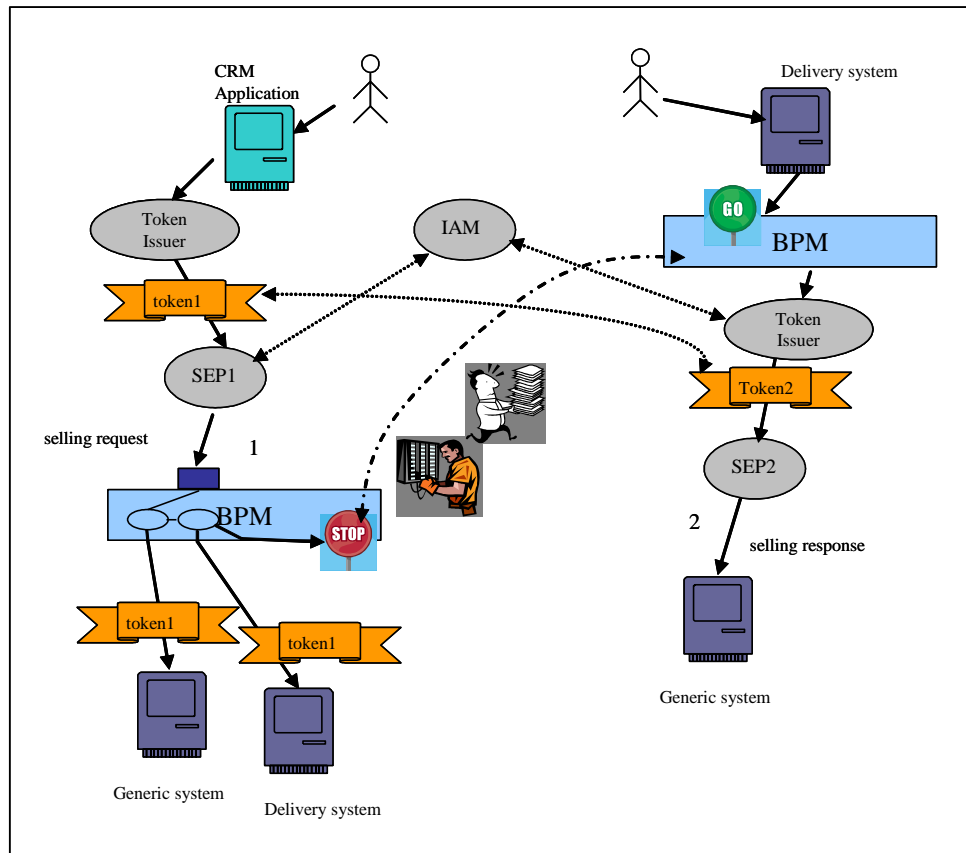 CRM
Application
Delivery system
Token
Issuer
IAM
GO
BPM
token1
Token
Issuer
SEP1
Token2
selling request
1
SEP2
BPM
STOP
2
selling response
token1
token1
Generic system
Generic system
Delivery system